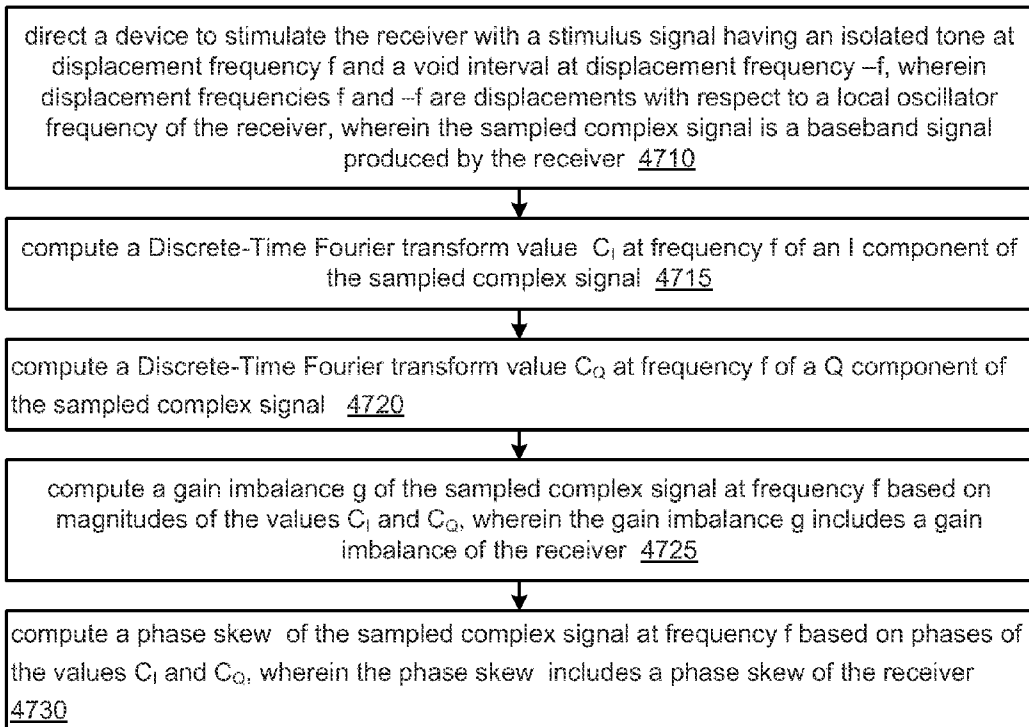 direct a device to stimulate the receiver with a stimulus signal having an isolated tone at
displacement frequency f and a void interval at displacement frequency –f, wherein
displacement frequencies f and –f are displacements with respect to a local oscillator
frequency of the receiver, wherein the sampled complex signal is a baseband signal
produced by the receiver 4710
compute a Discrete-Time Fourier transform value C_I at frequency f of an I component of
the sampled complex signal 4715
compute a Discrete-Time Fourier transform value C_Q at frequency f of a Q component of
the sampled complex signal 4720
compute a gain imbalance g of the sampled complex signal at frequency f based on
magnitudes of the values C_I and C_Q, wherein the gain imbalance g includes a gain
imbalance of the receiver 4725
compute a phase skew of the sampled complex signal at frequency f based on phases of
the values C_I and C_Q, wherein the phase skew includes a phase skew of the receiver
4730